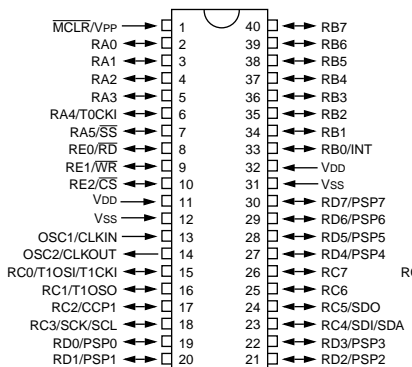 MCLR/VPP 1 40 RB7
RA0 2 39 RB6
RA1 3 38 RB5
RA2 4 37 RB4
RA3 5 36 RB3
RA4/T0CKI 6 35 RB2
RA5/SS 7 34 RB1
RE0/RD 8 33 RB0/INT
RE1/WR 9 32 VDD
RE2/CS 10 31 VSS
VDD 11 30 RD7/PSP7
VSS 12 29 RD6/PSP6
OSC1/CLKIN 13 28 RD5/PSP5
OSC2/CLKOUT 14 27 RD4/PSP4
RC0/T1OSI/T1CKI 15 26 RC7
RC1/T1OSO 16 25 RC6
RC2/CCP1 17 24 RC5/SDO
RC3/SCK/SCL 18 23 RC4/SDI/SDA
RD0/PSP0 19 22 RD3/PSP3
RD1/PSP1 20 21 RD2/PSP2